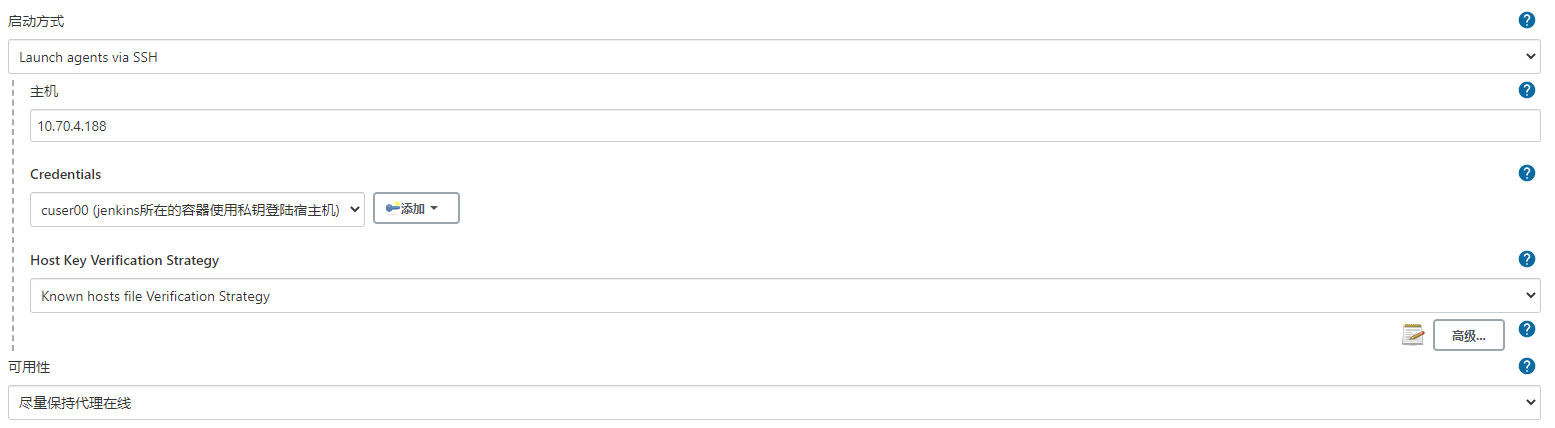 启动方式
Launch agents via SSH
主机
10.70.4.188
Credentials
cuser00 (jenkins所在的容器使用私钥登陆宿主机)
添加
Host Key Verification Strategy
Known hosts file Verification Strategy
高级...
可用性
尽量保持代理在线